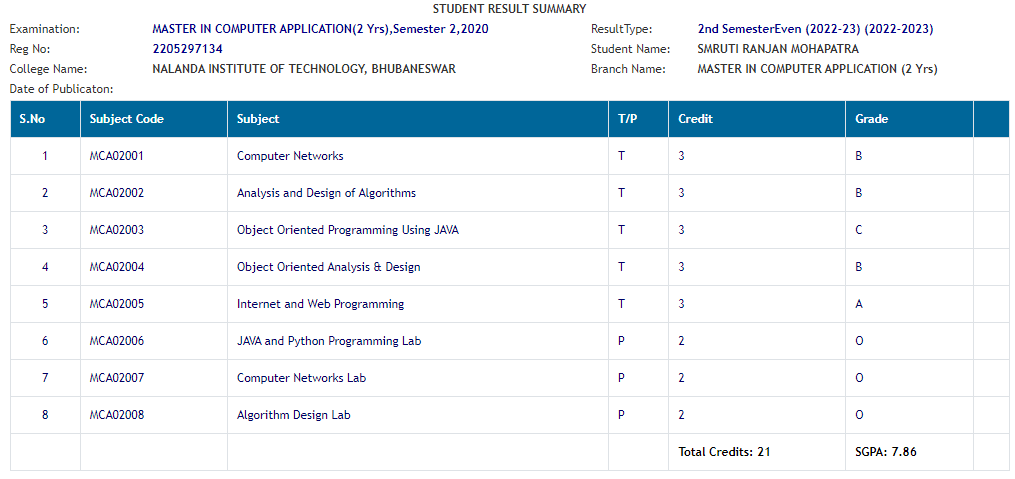 STUDENT RESULT SUMMARY
Examination: MASTER IN COMPUTER APPLICATION(2 Yrs),Semester 2,2020 ResultType: 2nd SemesterEven (2022-23) (2022-2023)
Reg No: 2205297134 Student Name: SMRUTI RANJAN MOHAPATRA
College Name: NALANDA INSTITUTE OF TECHNOLOGY, BHUBANESWAR Branch Name: MASTER IN COMPUTER APPLICATION (2 Yrs)
Date of Publicaton:
S.No Subject Code Subject T/P Credit Grade
1 MCA02001 Computer Networks T 3 B
2 MCA02002 Analysis and Design of Algorithms T 3 B
3 MCA02003 Object Oriented Programming Using JAVA T 3 C
4 MCA02004 Object Oriented Analysis & Design T 3 B
5 MCA02005 Internet and Web Programming T 3 A
6 MCA02006 JAVA and Python Programming Lab P 2 O
7 MCA02007 Computer Networks Lab P 2 O
8 MCA02008 Algorithm Design Lab P 2 O
Total Credits: 21 SGPA: 7.86